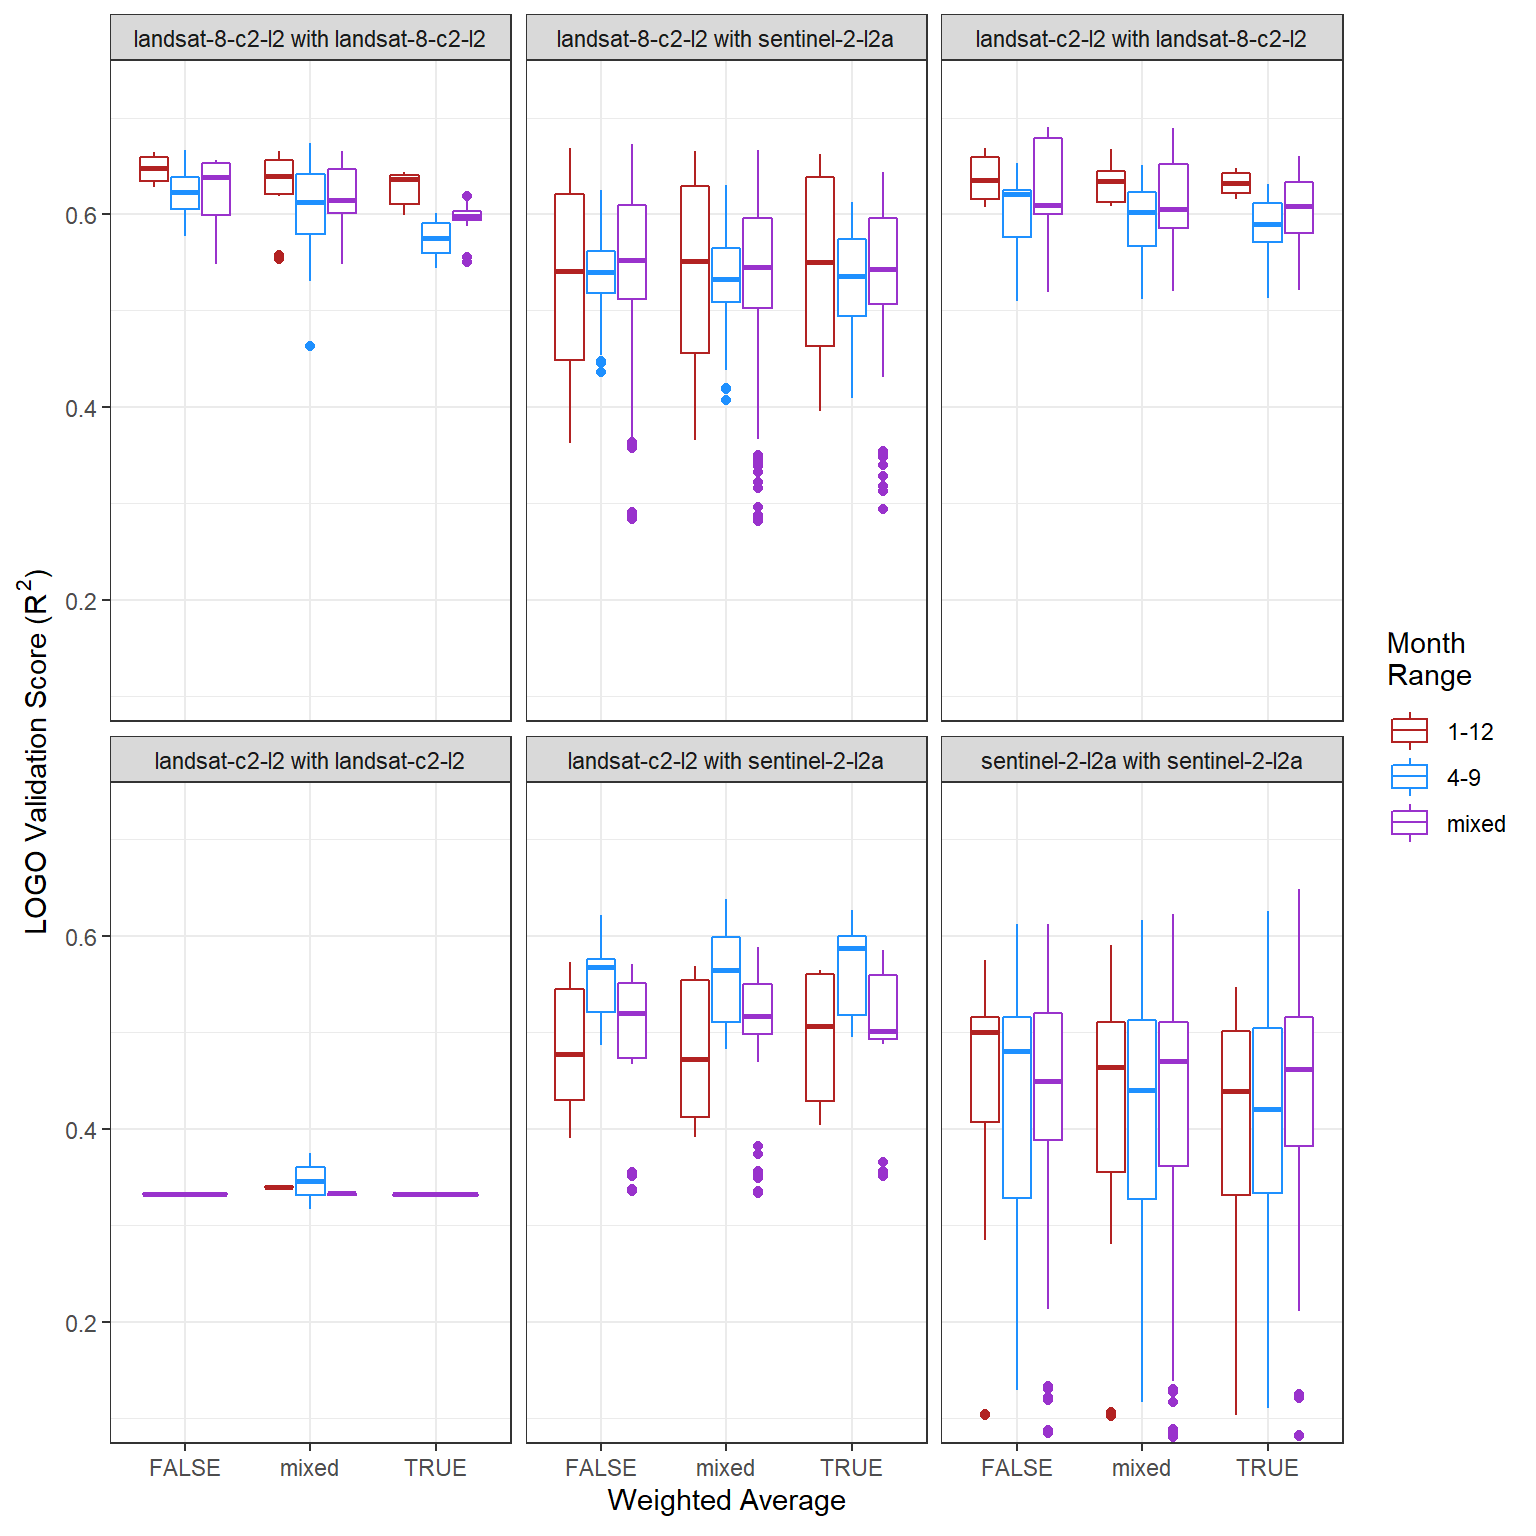 landsat-8-c2-l2 with landsat-8-c2-l2
landsat-8-c2-l2 with sentinel-2-l2a
landsat-c2-l2 with landsat-8-c2-l2
0.6
0.4
0.2
landsat-c2-l2 with landsat-c2-l2
landsat-c2-l2 with sentinel-2-l2a
sentinel-2-l2a with sentinel-2-l2a
0.6
0.4
0.2
FALSE
mixed
TRUE
FALSE
mixed
TRUE
FALSE
mixed
TRUE
Weighted Average
LOGO Validation Score (R²)
Month
Range
1-12
4-9
mixed